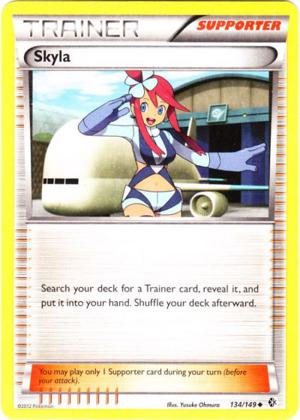 TRAINER
SUPPORTER
Skyla
Search your deck for a Trainer card, reveal it, and
put it into your hand. Shuffle your deck afterward.
You may play only 1 Supporter card during your turn (before
your attack).
©2012 Pokémon
Illus. Yusuke Ohmura
134/149